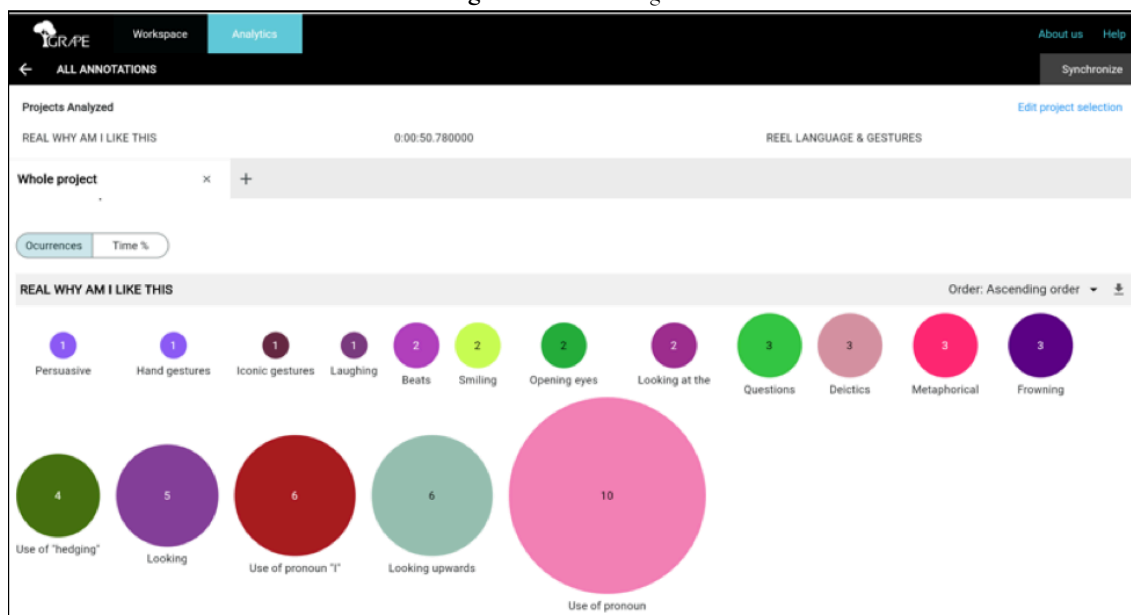 GRAPE
Workspace
Analytics
About us
Help
ALL ANNOTATIONS
Synchronize
Projects Analyzed
Edit project selection
REAL WHY AM I LIKE THIS
0:00:50.780000
REEL LANGUAGE & GESTURES
Whole project × +
Ocurrences
Time %
REAL WHY AM I LIKE THIS
Order: Ascending order
1 1 1 1 2 2 2 2 3 3 3 3
Persuasive
Hand gestures
Iconic gestures
Laughing
Beats
Smiling
Opening eyes
Looking at the
Questions
Deictics
Metaphorical
Frowning
4 5 6 6 10
Use of "hedging"
Looking
Use of pronoun "I"
Looking upwards
Use of pronoun